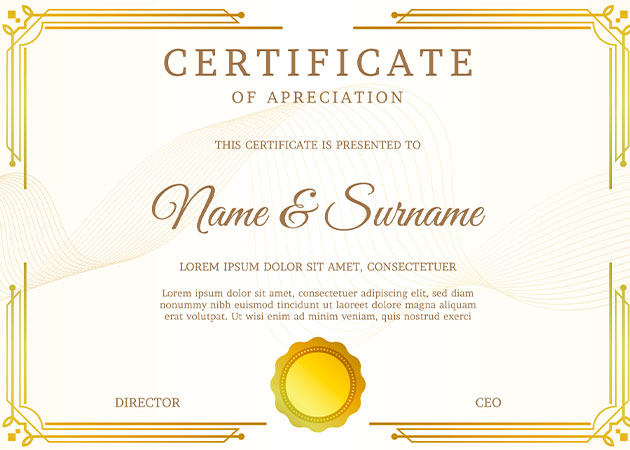 CERTIFICATE
OF APRECIATION
THIS CERTIFICATE IS PRESENTED TO
Name & Surname
LOREM IPSUM DOLOR SIT AMET, CONSECTETUER
Lorem ipsum dolor sit amet, consectetuer adipiscing elit, sed diam
nonummy nibh euismod tincidunt ut laoreet dolore magna aliquam
erat volutpat. Ut wisi enim ad minim veniam, quis nostrud exerci
DIRECTOR
CEO